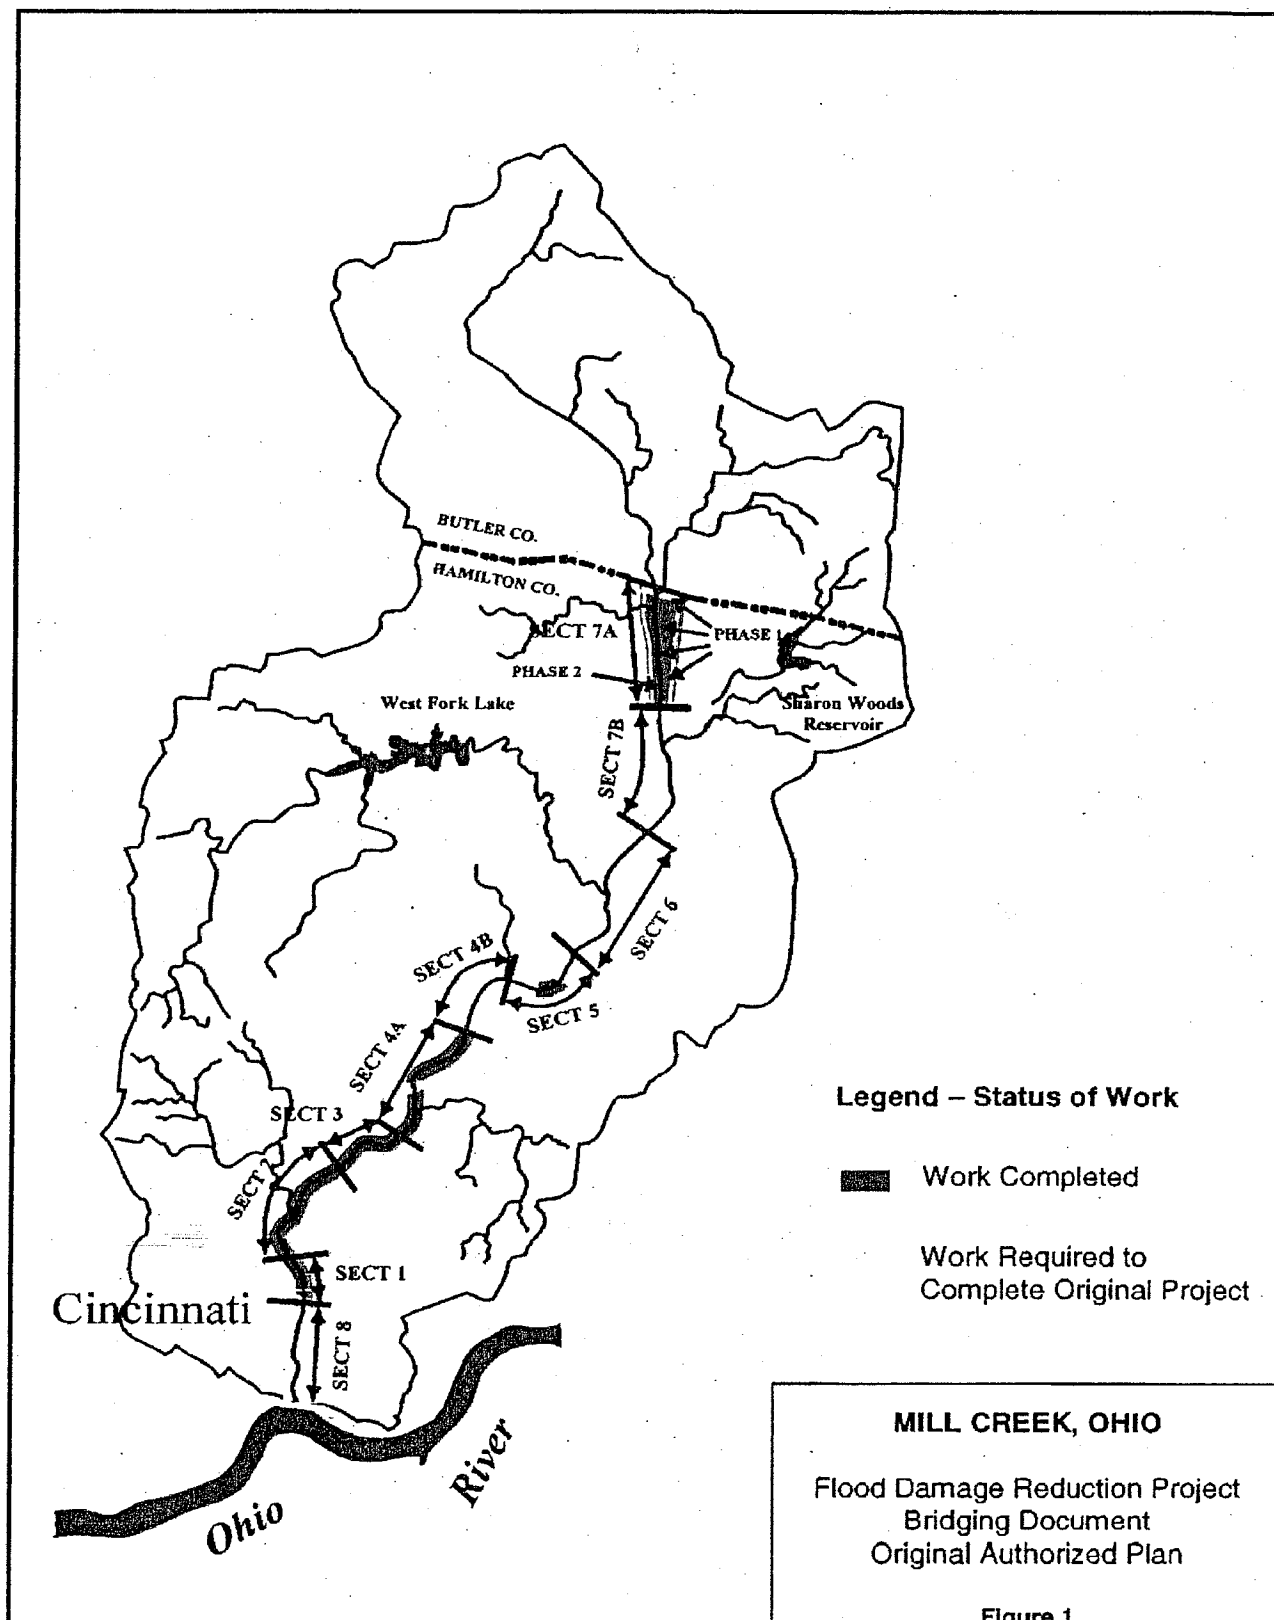 BUTLER CO.
HAMILTON CO.
SECT 7A
PHASE 1
PHASE 2
West Fork Lake
Sharon Woods
Reservoir
SECT 7B
SECT 6
SECT 4B
SECT 5
SECT 4A
SECT 3
SECT 2
SECT 1
Cincinnati
SECT 8
Ohio
River
Legend – Status of Work
Work Completed
Work Required to
Complete Original Project
MILL CREEK, OHIO
Flood Damage Reduction Project
Bridging Document
Original Authorized Plan
Figure 1